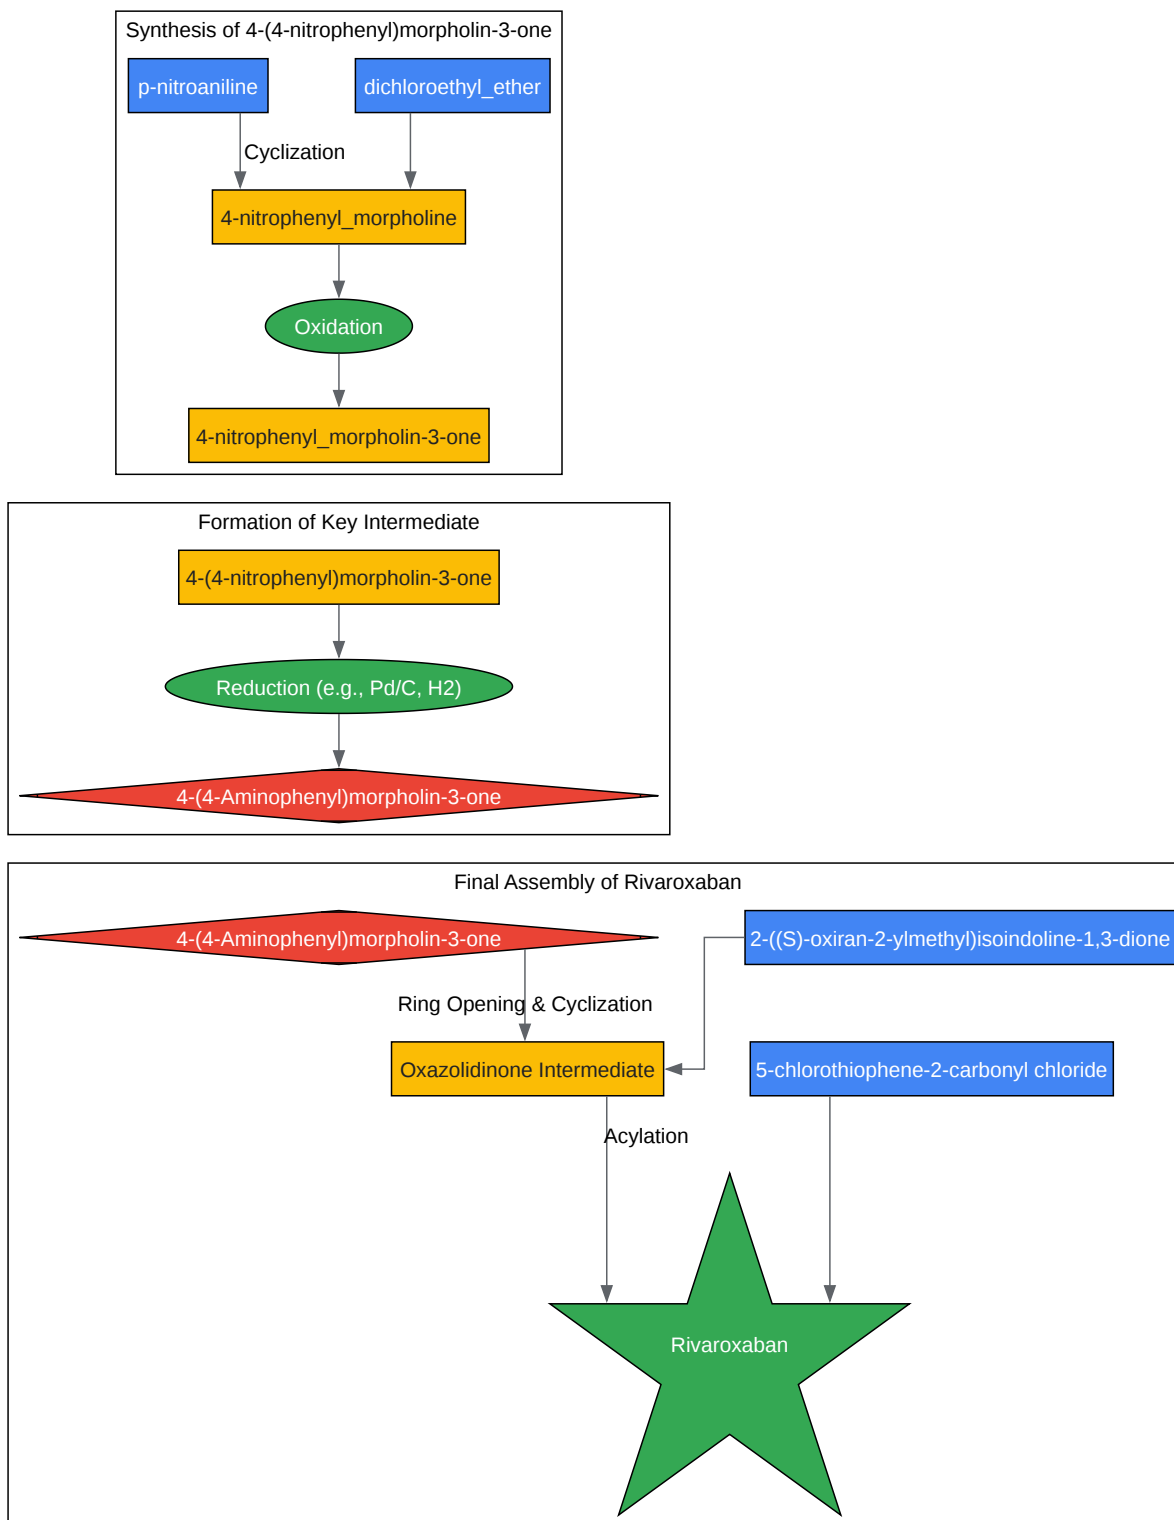 Synthesis of 4-(4-nitrophenyl)morpholin-3-one
p-nitroaniline
dichloroethyl_ether
Cyclization
4-nitrophenyl_morpholine
Oxidation
4-nitrophenyl_morpholin-3-one
Formation of Key Intermediate
4-(4-nitrophenyl)morpholin-3-one
Reduction (e.g., Pd/C, H2)
4-(4-Aminophenyl)morpholin-3-one
Final Assembly of Rivaroxaban
4-(4-Aminophenyl)morpholin-3-one
2-((S)-oxiran-2-ylmethyl)isoindoline-1,3-dione
Ring Opening & Cyclization
Oxazolidinone Intermediate
5-chlorothiophene-2-carbonyl chloride
Acylation
Rivaroxaban